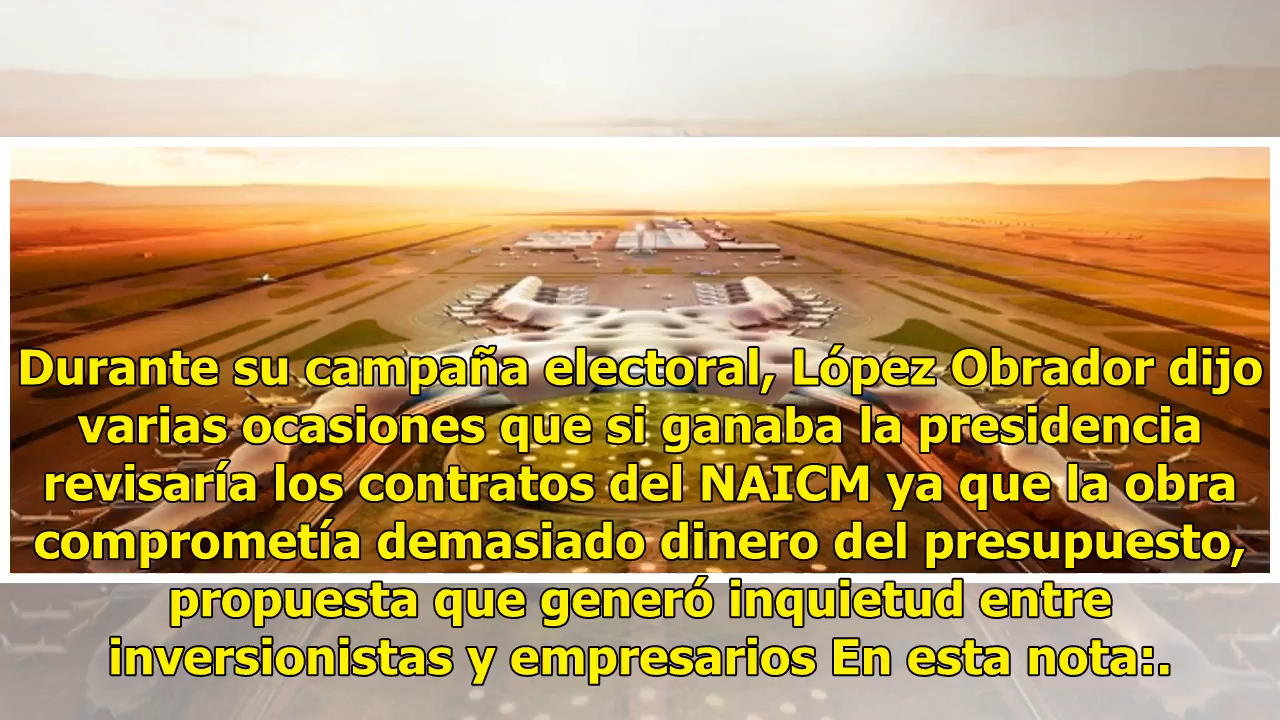 Durante su campaña electoral, López Obrador dijo
varias ocasiones que si ganaba la presidencia
revisaría los contratos del NAICM ya que la obra
comprometía demasiado dinero del presupuesto,
propuesta que generó inquietud entre
inversionistas y empresarios En esta nota:.